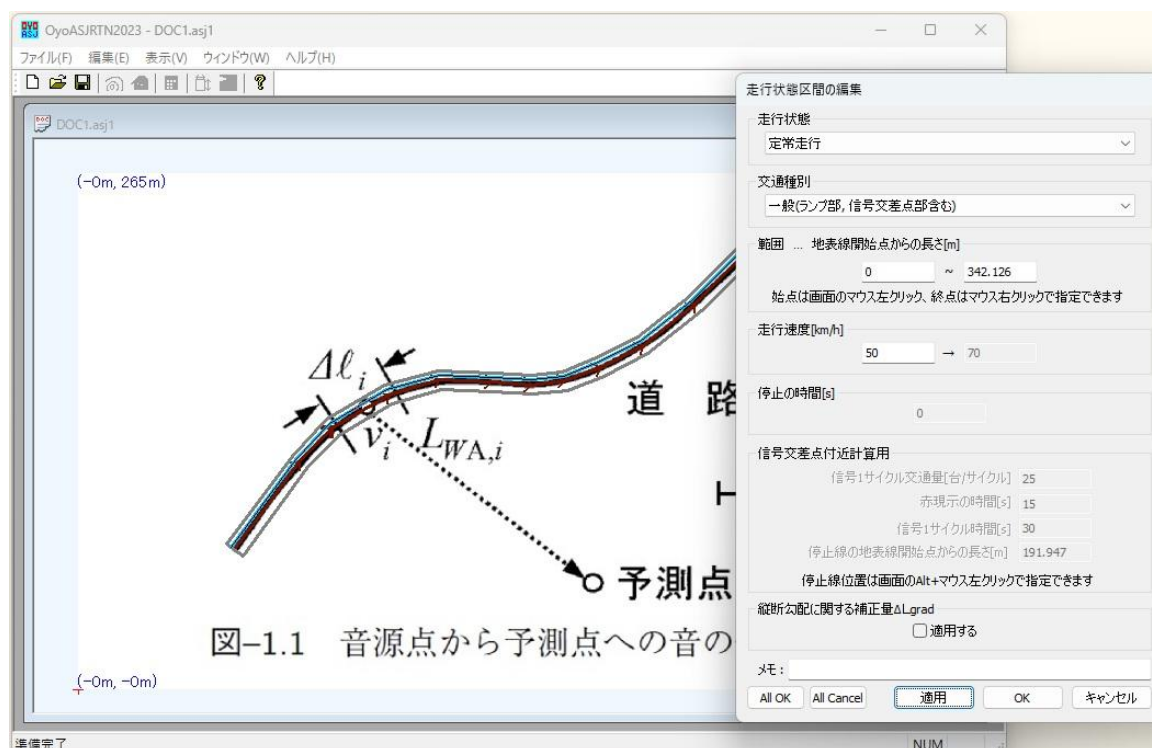 OyoASJRTN2023 - DOC1.asj1
ファイル(F) 編集(E) 表示(V) ウィンドウ(W) ヘルプ(H)
DOC1.asj1
(-0m, 265m)
Δℓi
vi
LWA,i
道 路
予測点
図-1.1 音源点から予測点への音の
(-0m, -0m)
準備完了
NUM
走行状態区間の編集
走行状態
定常走行
交通種別
一般(ランプ部, 信号交差点部含む)
範囲 ... 地表線開始点からの長さ[m]
0 ~ 342.126
始点は画面のマウス左クリック、終点はマウス右クリックで指定できます
走行速度[km/h]
50 → 70
停止の時間[s]
0
信号交差点付近計算用
信号1サイクル交通量[台/サイクル] 25
赤現示の時間[s] 15
信号1サイクル時間[s] 30
停止線の地表線開始点からの長さ[m] 191.947
停止線位置は画面のAlt+マウス左クリックで指定できます
縦断勾配に関する補正量ΔLgrad
適用する
メモ:
All OK All Cancel 適用 OK キャンセル